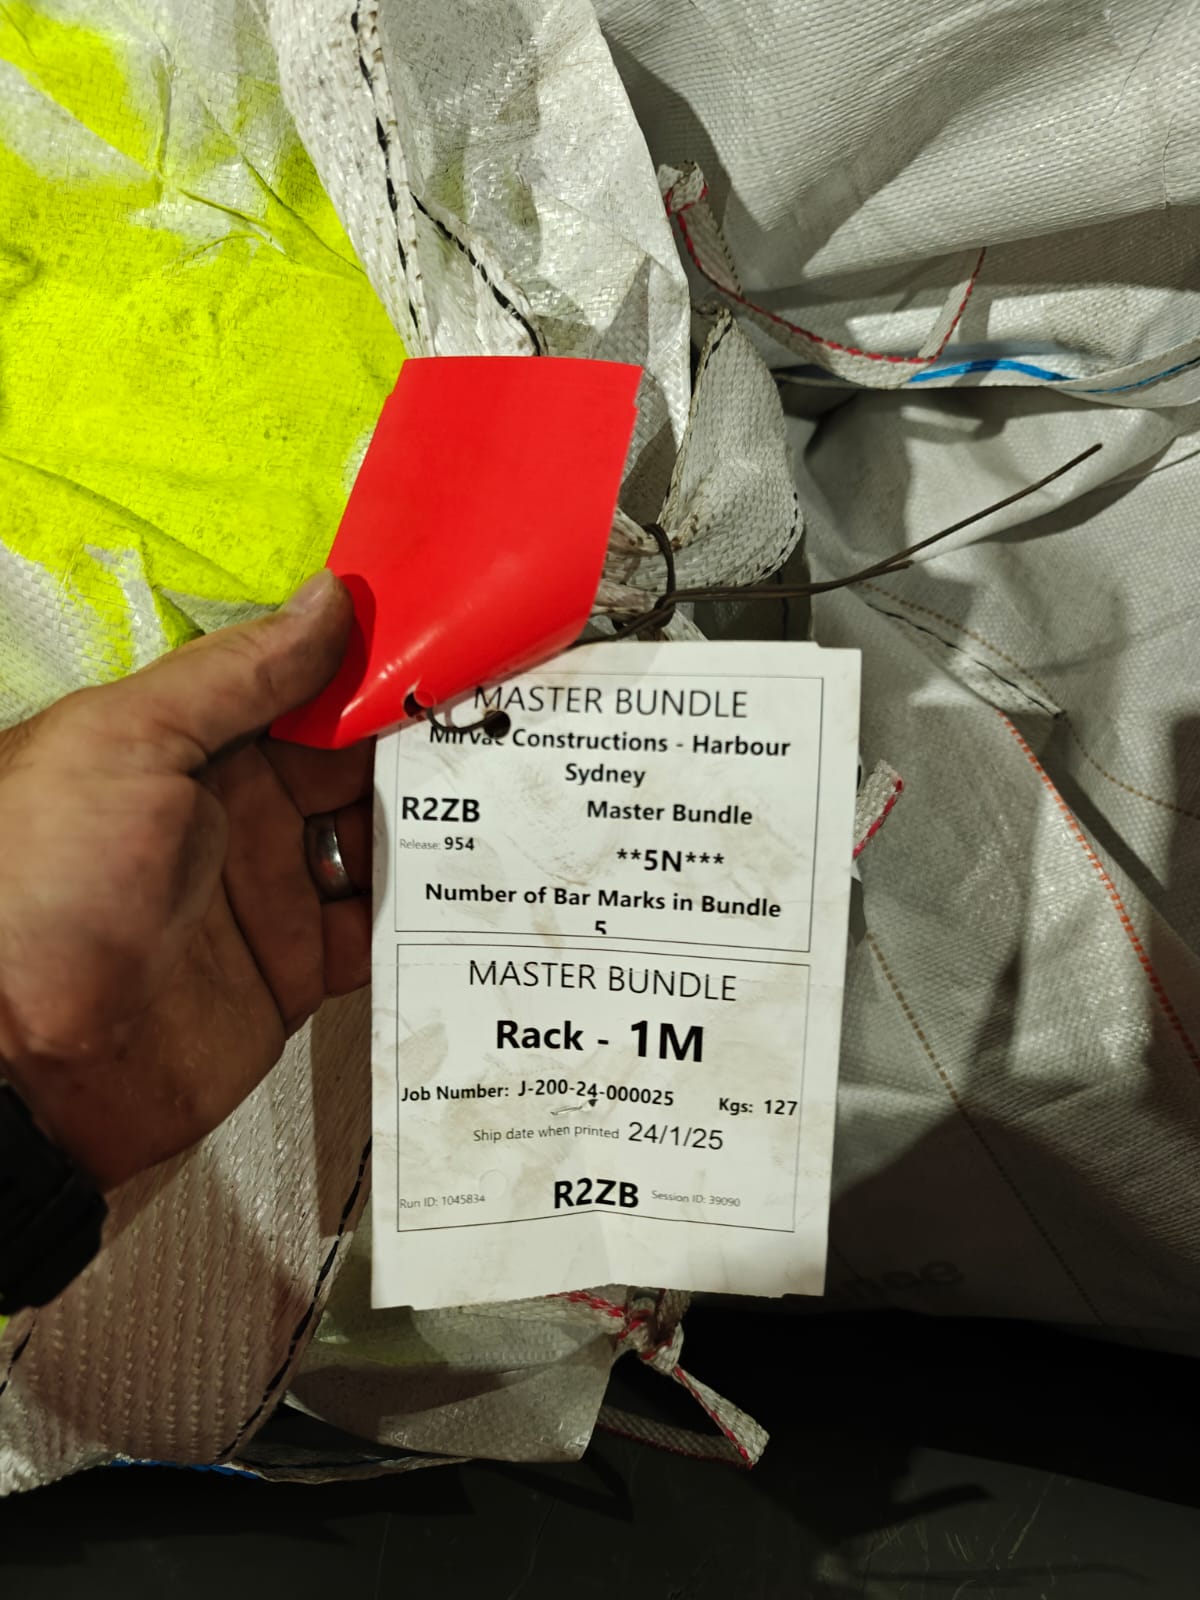 MASTER BUNDLE
Mirvac Constructions - Harbour
Sydney
R2ZB Master Bundle
Release: 954
**5N***
Number of Bar Marks in Bundle
5
MASTER BUNDLE
Rack - 1M
Job Number: J-200-24-000025 Kgs: 127
Ship date when printed 24/1/25
Run ID: 1045834 R2ZB Session ID: 39090